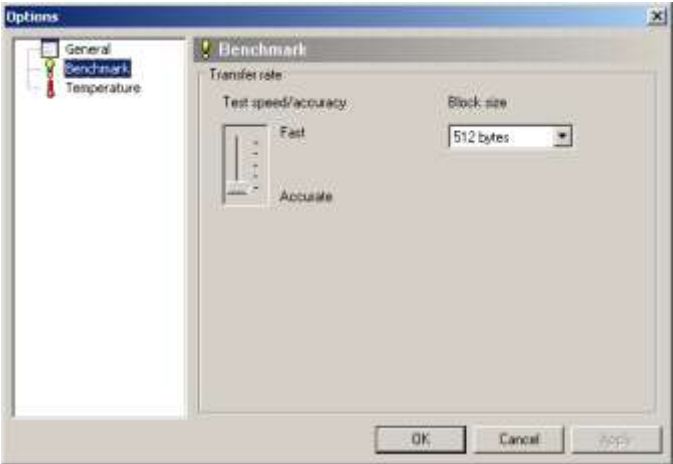 Options
General
Benchmark
Temperature
Benchmark
Transfer rate
Test speed/accuracy
Block size
Fast
512 bytes
Accurate
OK
Cancel
Apply